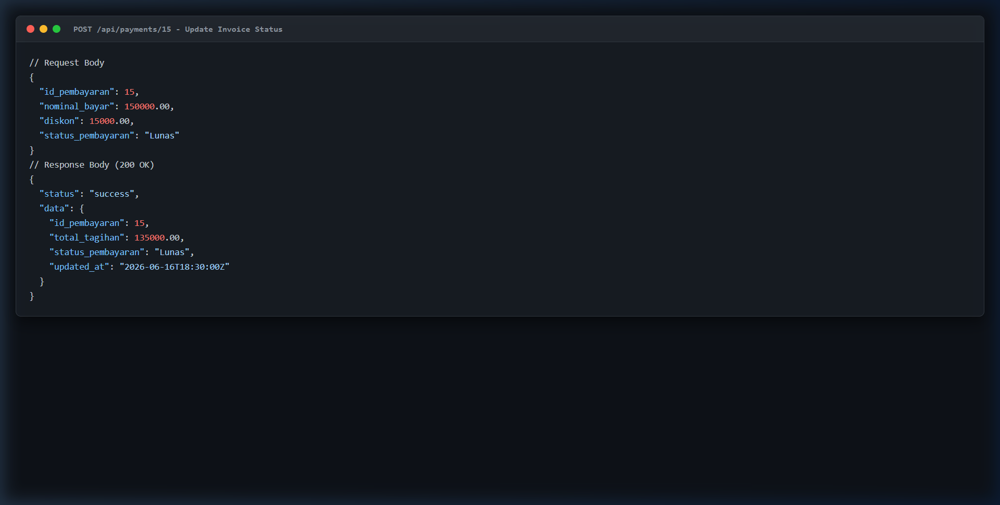 POST /api/payments/15 - Update Invoice Status
// Request Body
{
  "id_pembayaran": 15,
  "nominal_bayar": 150000.00,
  "diskon": 15000.00,
  "status_pembayaran": "Lunas"
}
// Response Body (200 OK)
{
  "status": "success",
  "data": {
    "id_pembayaran": 15,
    "total_tagihan": 135000.00,
    "status_pembayaran": "Lunas",
    "updated_at": "2026-06-16T18:30:00Z"
  }
}